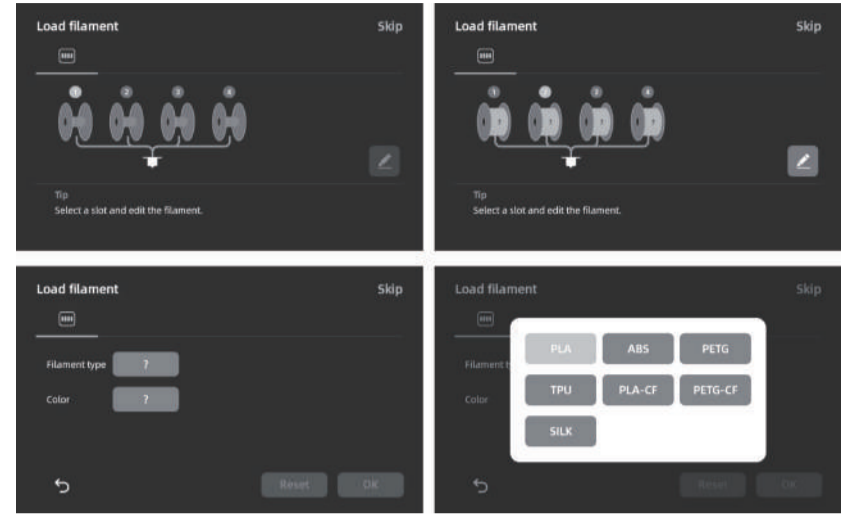 Load filament Skip
1 2 3 4
Tip
Select a slot and edit the filament.
Load filament Skip
1 2 3 4
? ? ? ?
Tip
Select a slot and edit the filament.
Load filament Skip
Filament type ?
Color ?
Reset OK
Load filament Skip
Filament t
Color
PLA ABS PETG
TPU PLA-CF PETG-CF
SILK
Reset OK